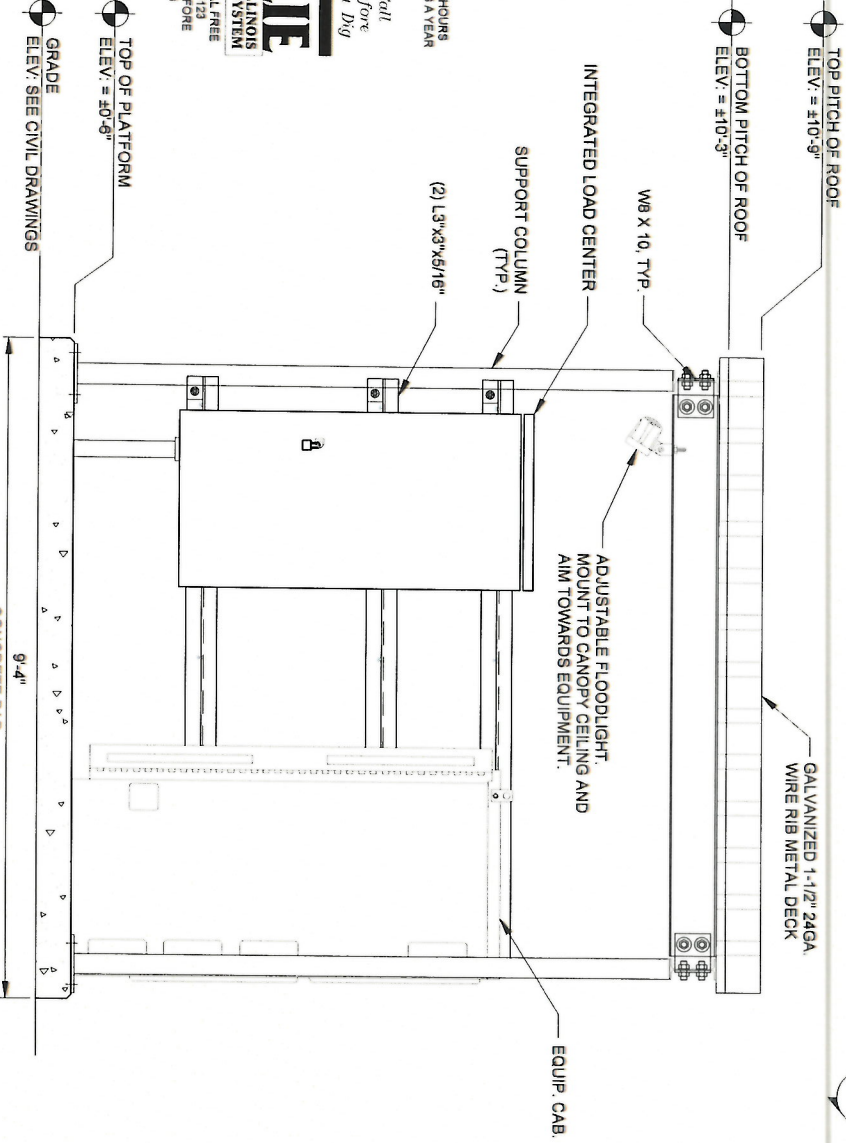 TOP PITCH OF ROOF
ELEV: = ±10'-9"
BOTTOM PITCH OF ROOF
ELEV: = ±10'-3"
W8 X 10, TYP.
INTEGRATED LOAD CENTER
SUPPORT COLUMN
(TYP.)
(2) L3"x3"x5/16"
TOP OF PLATFORM
ELEV: = ±0'-6"
GRADE
ELEV: SEE CIVIL DRAWINGS
GALVANIZED 1-1/2" 24GA.
WIRE RIB METAL DECK
ADJUSTABLE FLOODLIGHT.
MOUNT TO CANOPY CEILING AND
AIM TOWARDS EQUIPMENT.
EQUIP. CAB.
9'-4"
HOURS
A YEAR
Dig